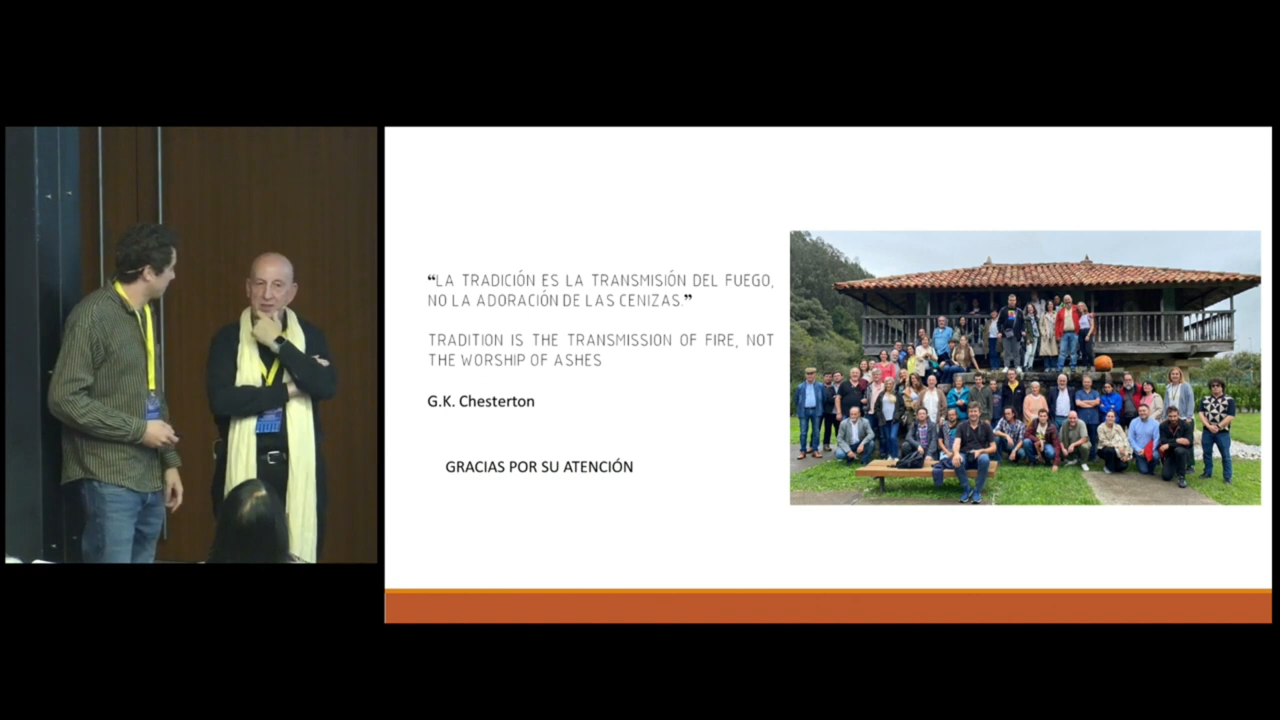 “LA TRADICIÓN ES LA TRANSMISIÓN DEL FUEGO,
NO LA ADORACIÓN DE LAS CENIZAS.”
TRADITION IS THE TRANSMISSION OF FIRE, NOT
THE WORSHIP OF ASHES
G.K. Chesterton
GRACIAS POR SU ATENCIÓN